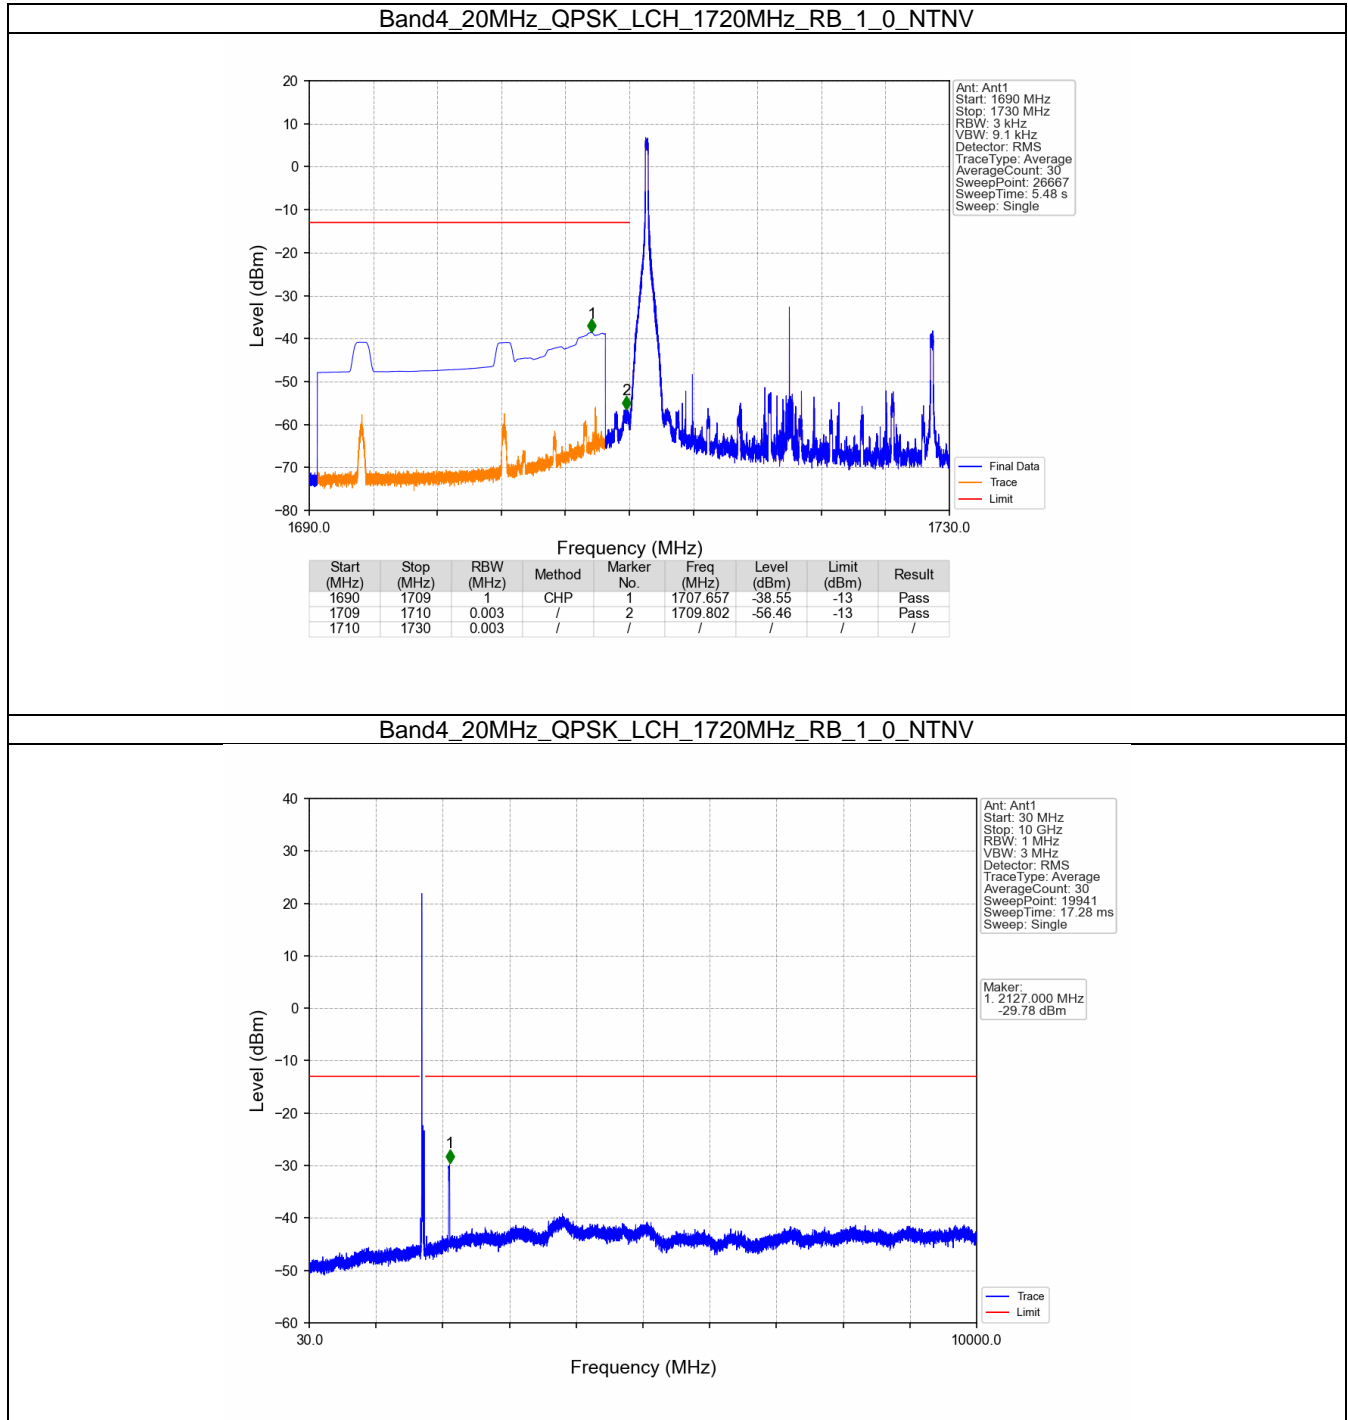 Band4_20MHz_QPSK_LCH_1720MHz_RB_1_0_NTNV
20
10
0
−10
−20
−30
−40
−50
−60
−70
−80
Level (dBm)
1
2
1690.0
1730.0
Frequency (MHz)
Ant: Ant1
Start: 1690 MHz
Stop: 1730 MHz
RBW: 3 kHz
VBW: 9.1 kHz
Detector: RMS
TraceType: Average
AverageCount: 30
SweepPoint: 26667
SweepTime: 5.48 s
Sweep: Single
Final Data
Trace
Limit
Start (MHz) Stop (MHz) RBW (MHz) Method Marker No. Freq (MHz) Level (dBm) Limit (dBm) Result
1690 1709 1 CHP 1 1707.657 -38.55 -13 Pass
1709 1710 0.003 / 2 1709.802 -56.46 -13 Pass
1710 1730 0.003 / / / / / /
Band4_20MHz_QPSK_LCH_1720MHz_RB_1_0_NTNV
40
30
20
10
0
−10
−20
−30
−40
−50
−60
Level (dBm)
1
30.0
10000.0
Frequency (MHz)
Ant: Ant1
Start: 30 MHz
Stop: 10 GHz
RBW: 1 MHz
VBW: 3 MHz
Detector: RMS
TraceType: Average
AverageCount: 30
SweepPoint: 19941
SweepTime: 17.28 ms
Sweep: Single
Maker:
1. 2127.000 MHz
-29.78 dBm
Trace
Limit